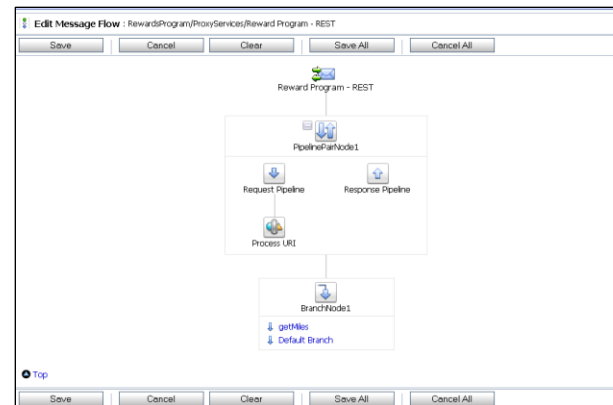 Edit Message Flow : RewardsProgram/ProxyServices/Reward Program - REST
Save Cancel Clear Save All Cancel All
Reward Program - REST
PipelinePairNode1
Request Pipeline Response Pipeline
Process URI
BranchNode1
getMiles
Default Branch
Top
Save Cancel Clear Save All Cancel All